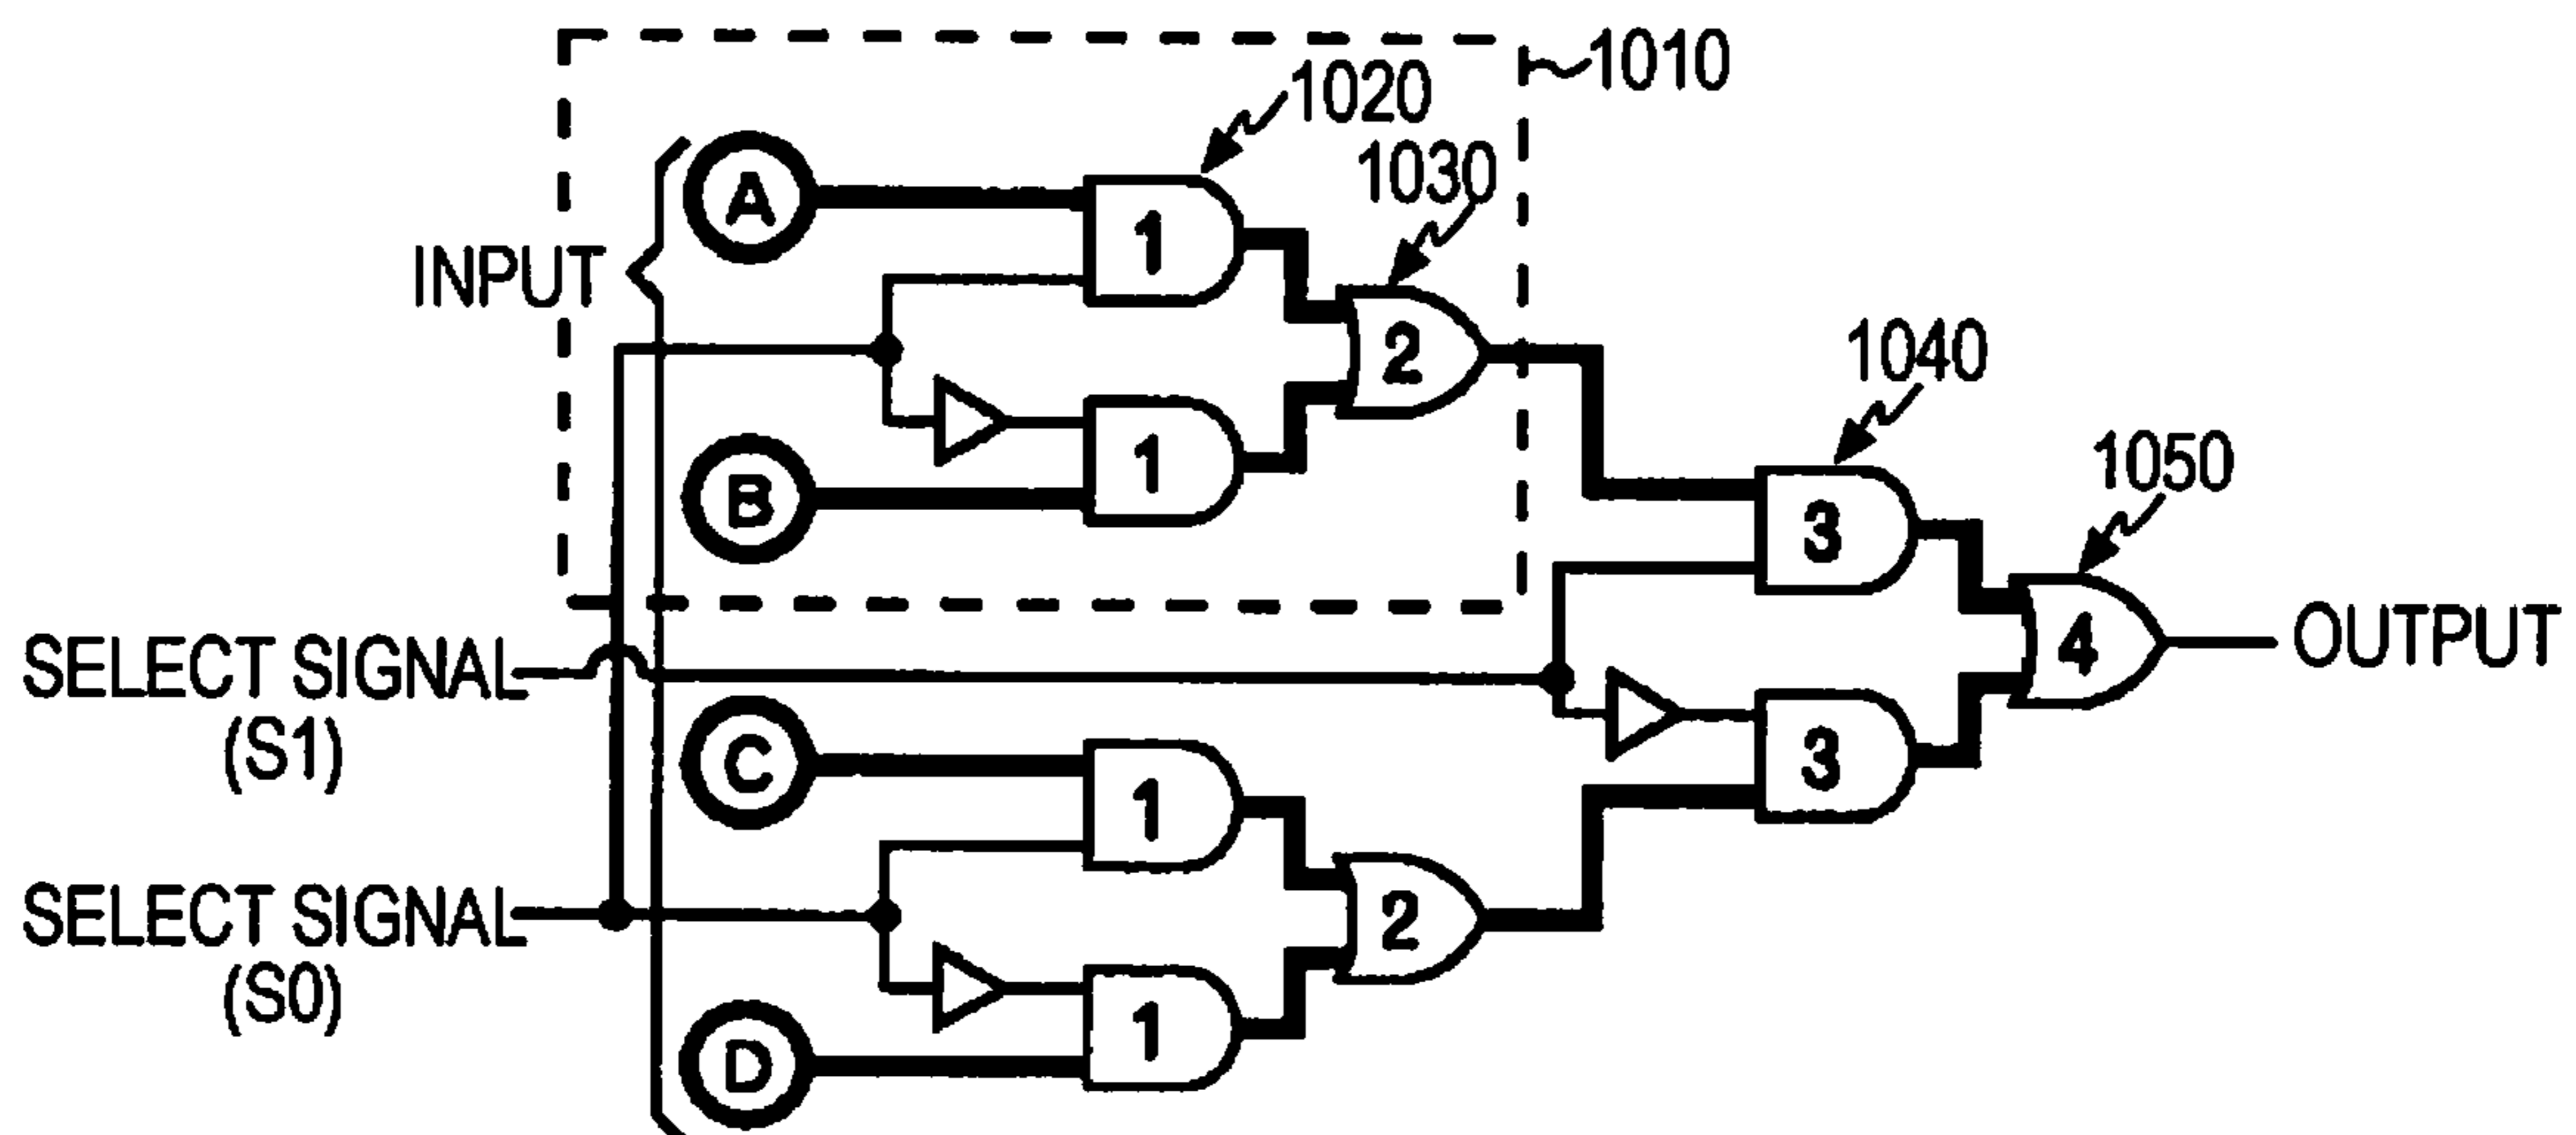 1010
1020
1030
A
1
INPUT
2
1040
B
1
1050
3
SELECT SIGNAL
(S1)
4
OUTPUT
C
1
3
SELECT SIGNAL
(S0)
2
D
1